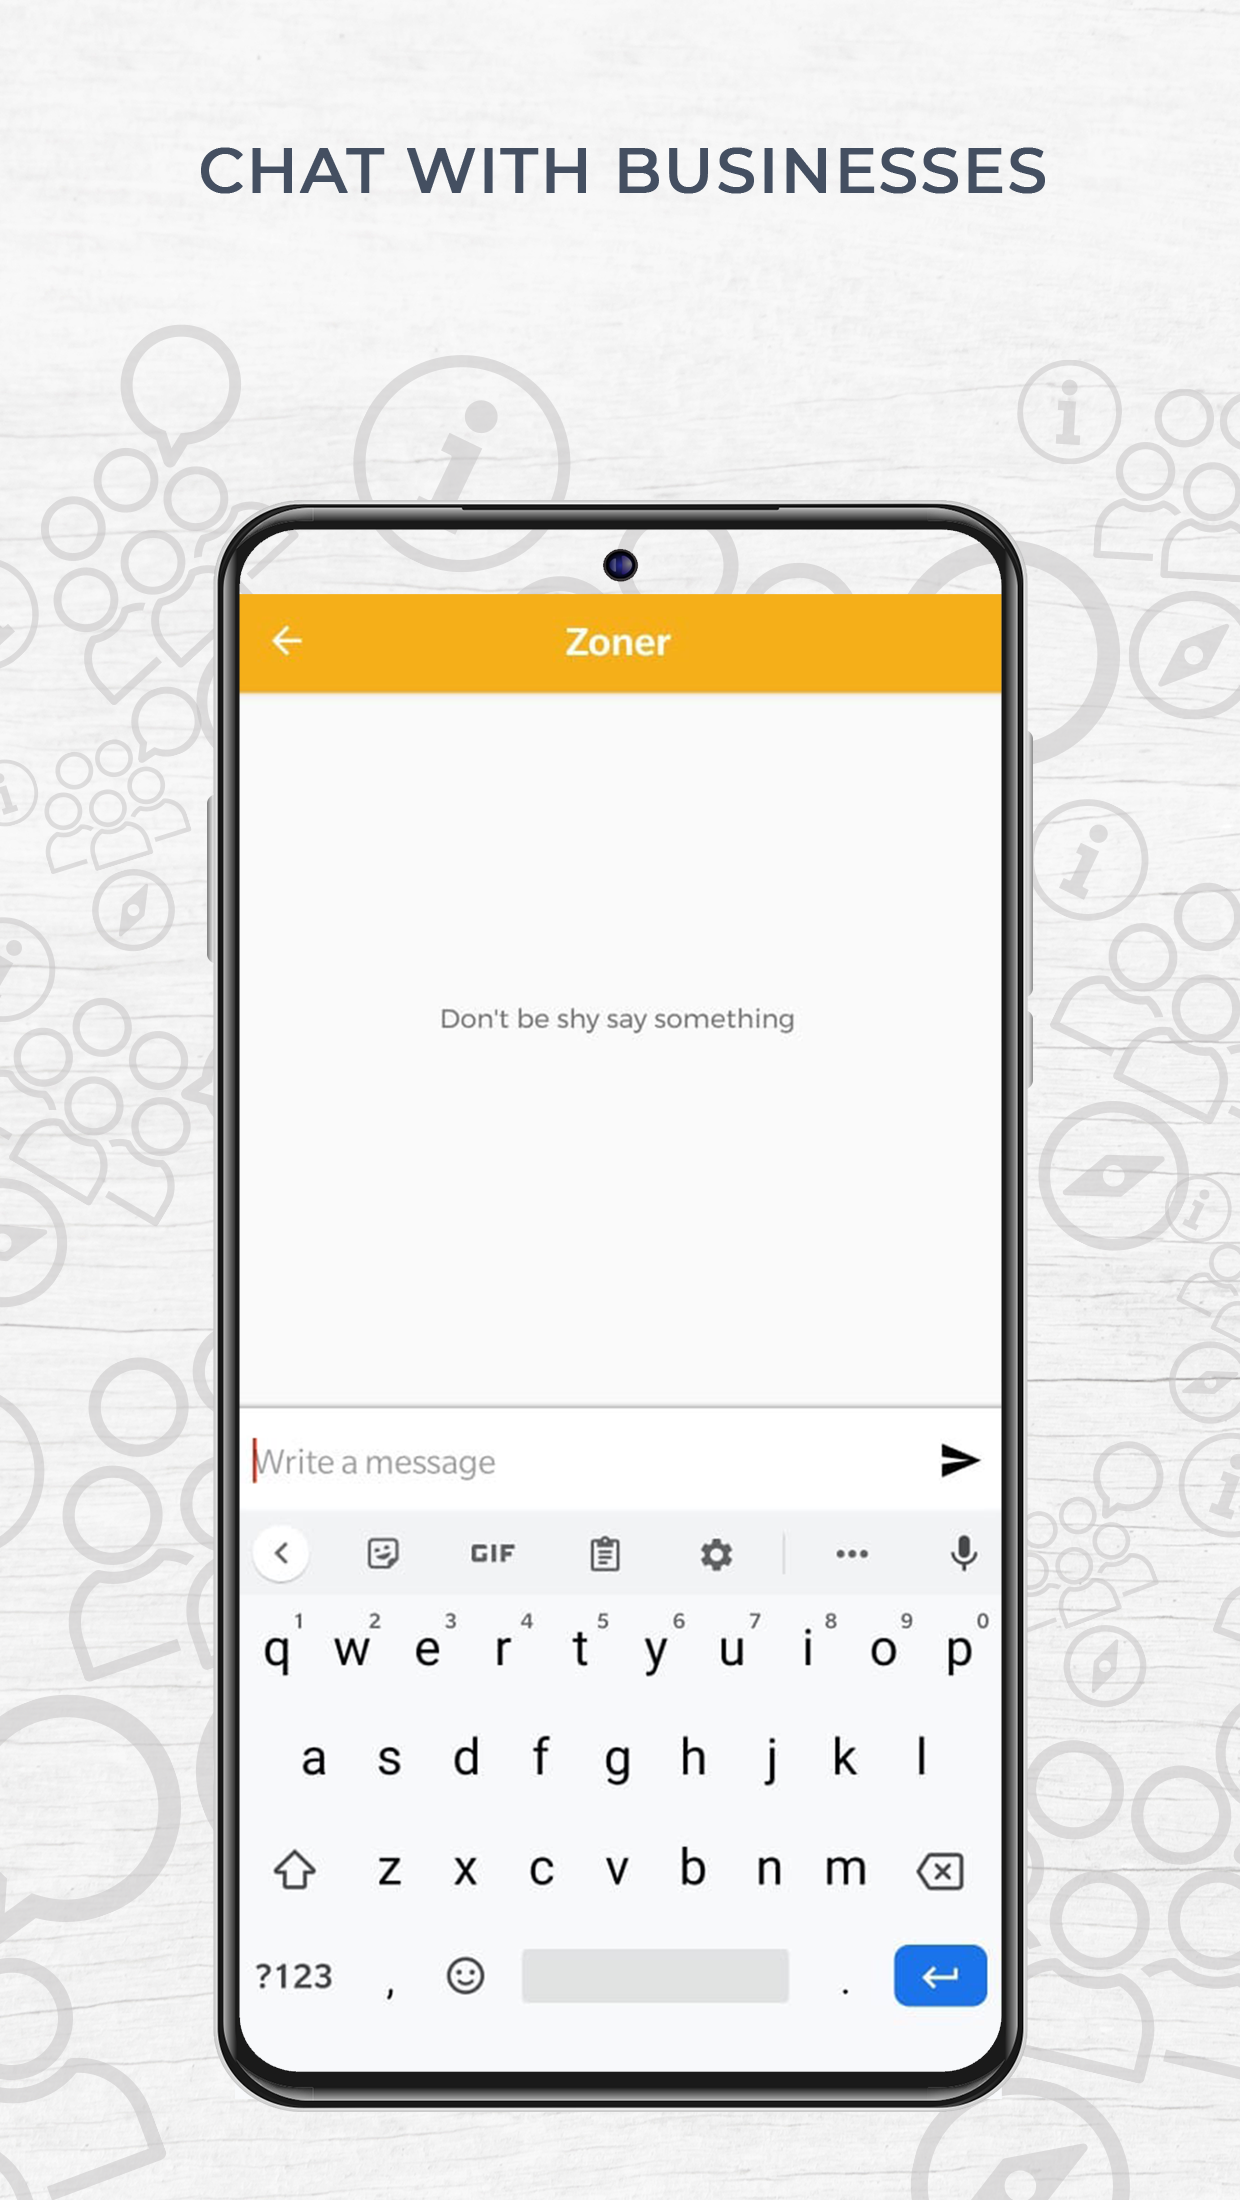 CHAT WITH BUSINESSES
Zoner
Don't be shy say something
Write a message
GIF
1 2 3 4 5 6 7 8 9 0
q w e r t y u i o p
a s d f g h j k l
z x c v b n m
?123 , .